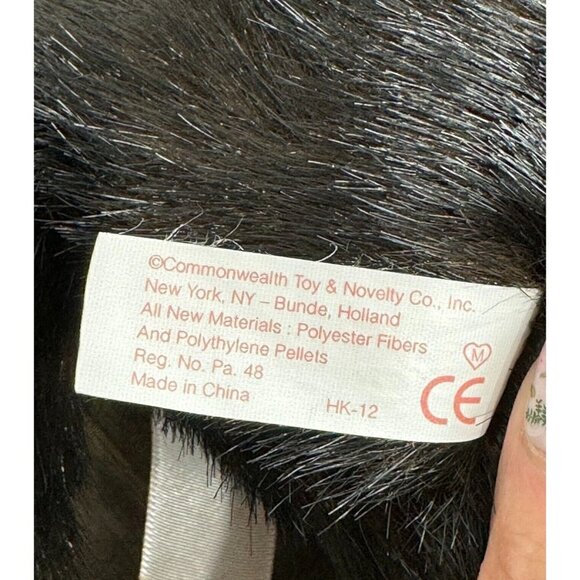 ©Commonwealth Toy & Novelty Co., Inc.
New York, NY – Bunde, Holland
All New Materials : Polyester Fibers
And Polythylene Pellets
Reg. No. Pa. 48
Made in China
HK-12
M
CE